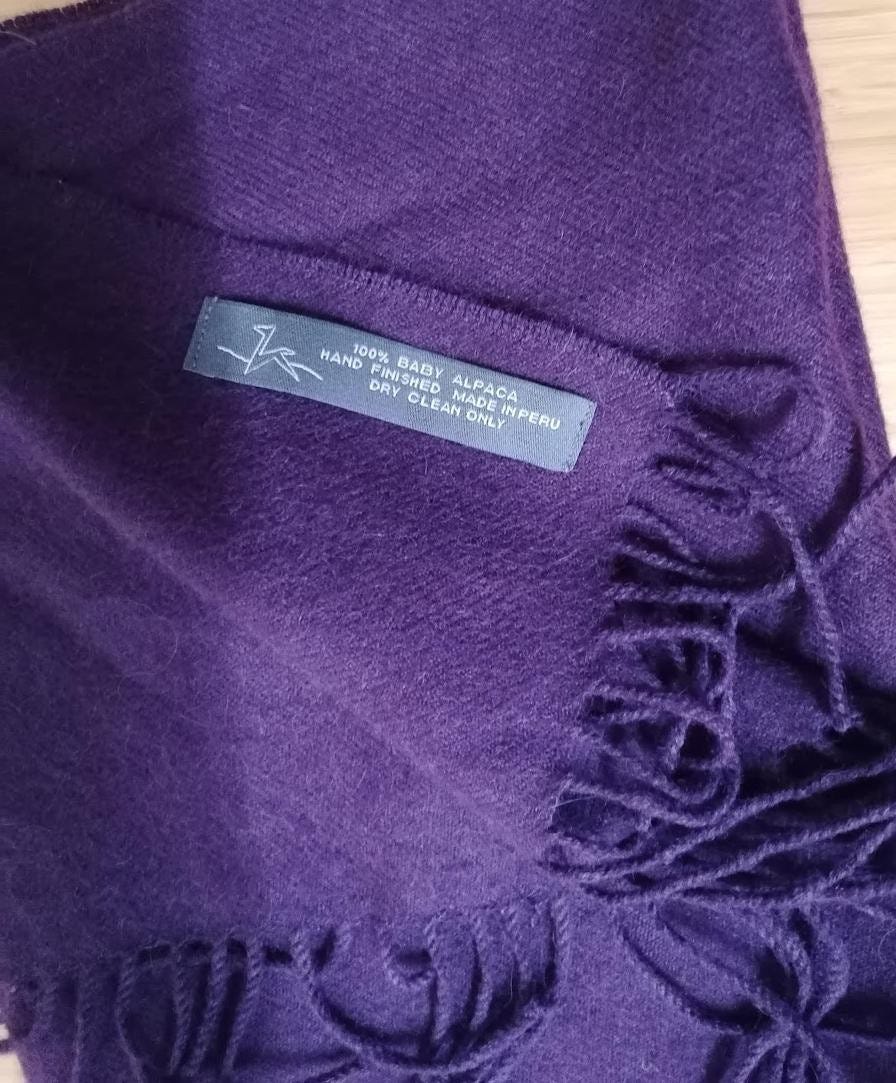 100% BABY ALPACA
HAND FINISHED MADE IN PERU
DRY CLEAN ONLY